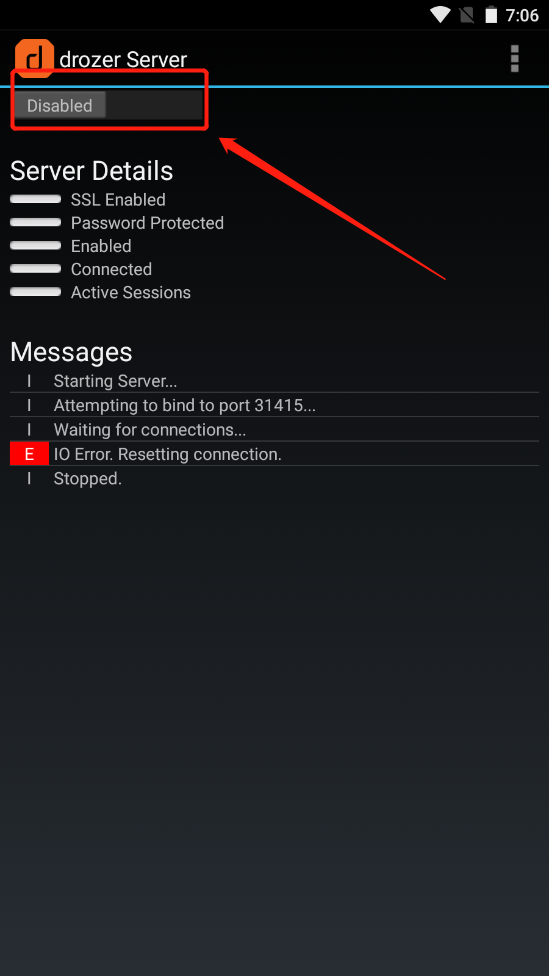 7:06
drozer Server
Disabled
Server Details
SSL Enabled
Password Protected
Enabled
Connected
Active Sessions
Messages
I Starting Server...
I Attempting to bind to port 31415...
I Waiting for connections...
E IO Error. Resetting connection.
I Stopped.